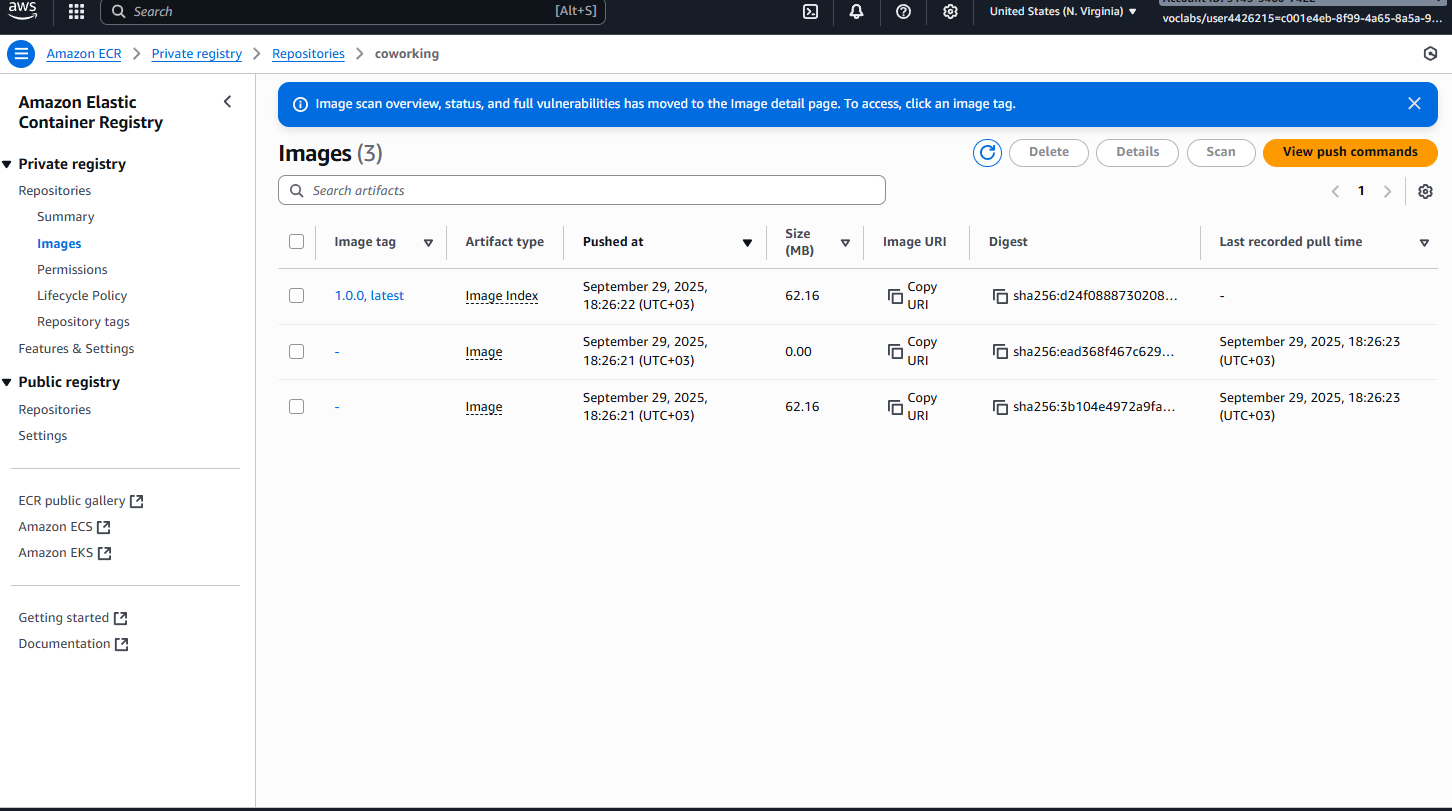 aws
Search
[Alt+S]
United States (N. Virginia)
voclabs/user4426215=c001e4eb-8f99-4a65-8a5a-9...
Amazon ECR
Private registry
Repositories
coworking
Amazon Elastic
Container Registry
Private registry
Repositories
Summary
Images
Permissions
Lifecycle Policy
Repository tags
Features & Settings
Public registry
Repositories
Settings
ECR public gallery
Amazon ECS
Amazon EKS
Getting started
Documentation
Image scan overview, status, and full vulnerabilities has moved to the Image detail page. To access, click an image tag.
Images (3)
Delete
Details
Scan
View push commands
Search artifacts
1
Image tag
Artifact type
Pushed at
Size
(MB)
Image URI
Digest
Last recorded pull time
1.0.0, latest
Image Index
September 29, 2025,
18:26:22 (UTC+03)
62.16
Copy
URI
sha256:d24f0888730208...
-
-
Image
September 29, 2025,
18:26:21 (UTC+03)
0.00
Copy
URI
sha256:ead368f467c629...
September 29, 2025, 18:26:23
(UTC+03)
-
Image
September 29, 2025,
18:26:21 (UTC+03)
62.16
Copy
URI
sha256:3b104e4972a9fa...
September 29, 2025, 18:26:23
(UTC+03)